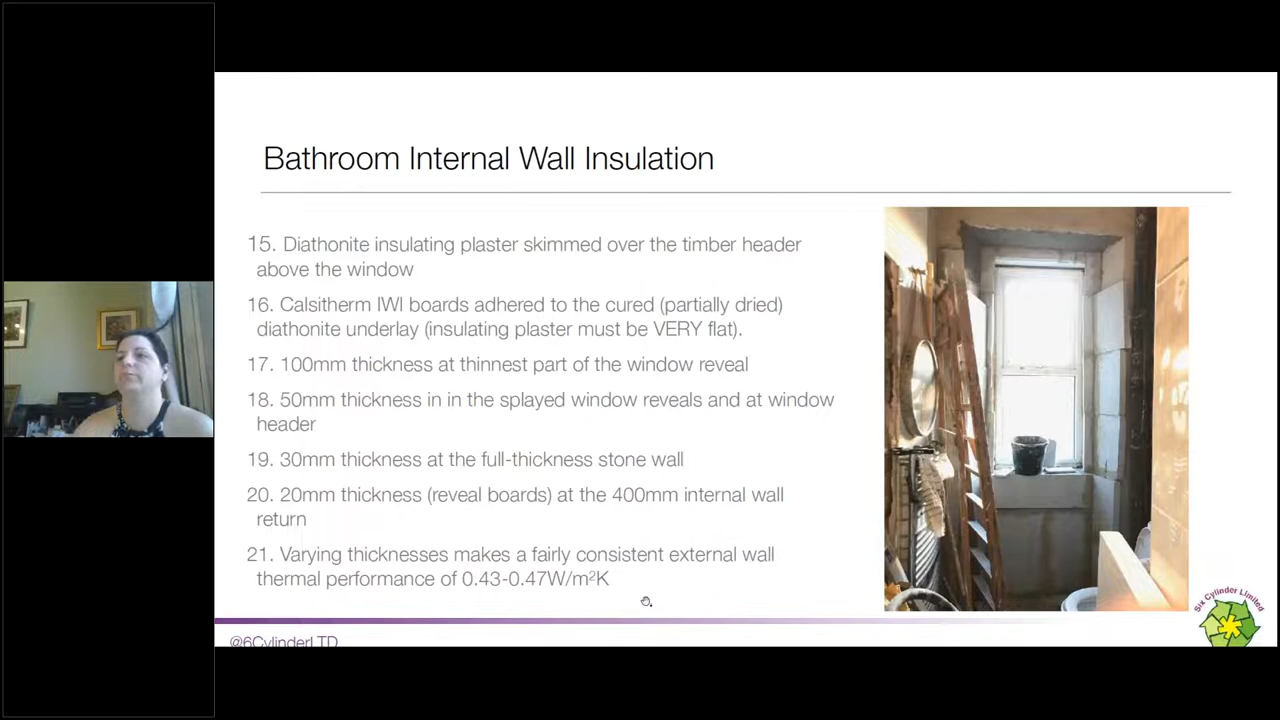 Bathroom Internal Wall Insulation
15. Diathonite insulating plaster skimmed over the timber header
above the window
16. Calsitherm IWI boards adhered to the cured (partially dried)
diathonite underlay (insulating plaster must be VERY flat).
17. 100mm thickness at thinnest part of the window reveal
18. 50mm thickness in in the splayed window reveals and at window
header
19. 30mm thickness at the full-thickness stone wall
20. 20mm thickness (reveal boards) at the 400mm internal wall
return
21. Varying thicknesses makes a fairly consistent external wall
thermal performance of 0.43-0.47W/m²K
@6CylinderLTD
Six Cylinder Limited